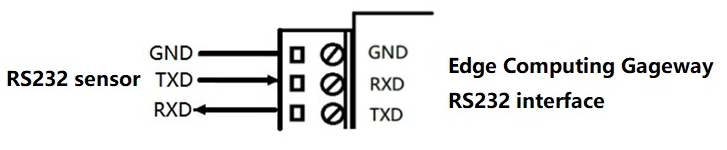 GND
RS232 sensor TXD
RXD
GND
RXD
TXD
Edge Computing Gageway
RS232 interface